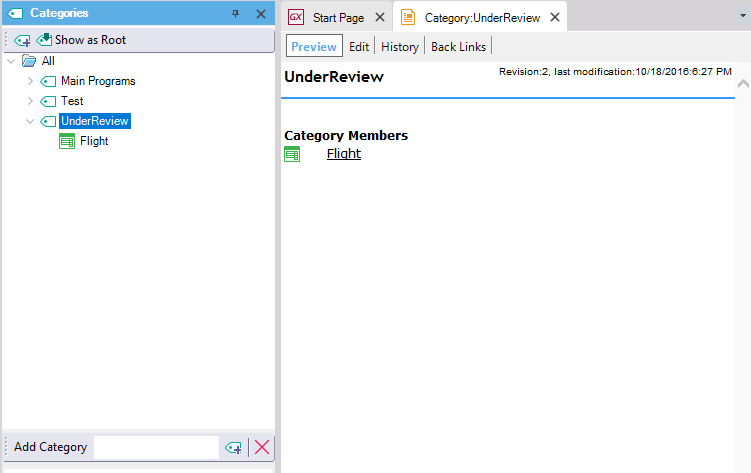 Categories
Show as Root
All
Main Programs
Test
UnderReview
Flight
Add Category
GX Start Page
Category:UnderReview
Preview Edit History Back Links
UnderReview
Revision:2, last modification:10/18/2016:6:27 PM
Category Members
Flight